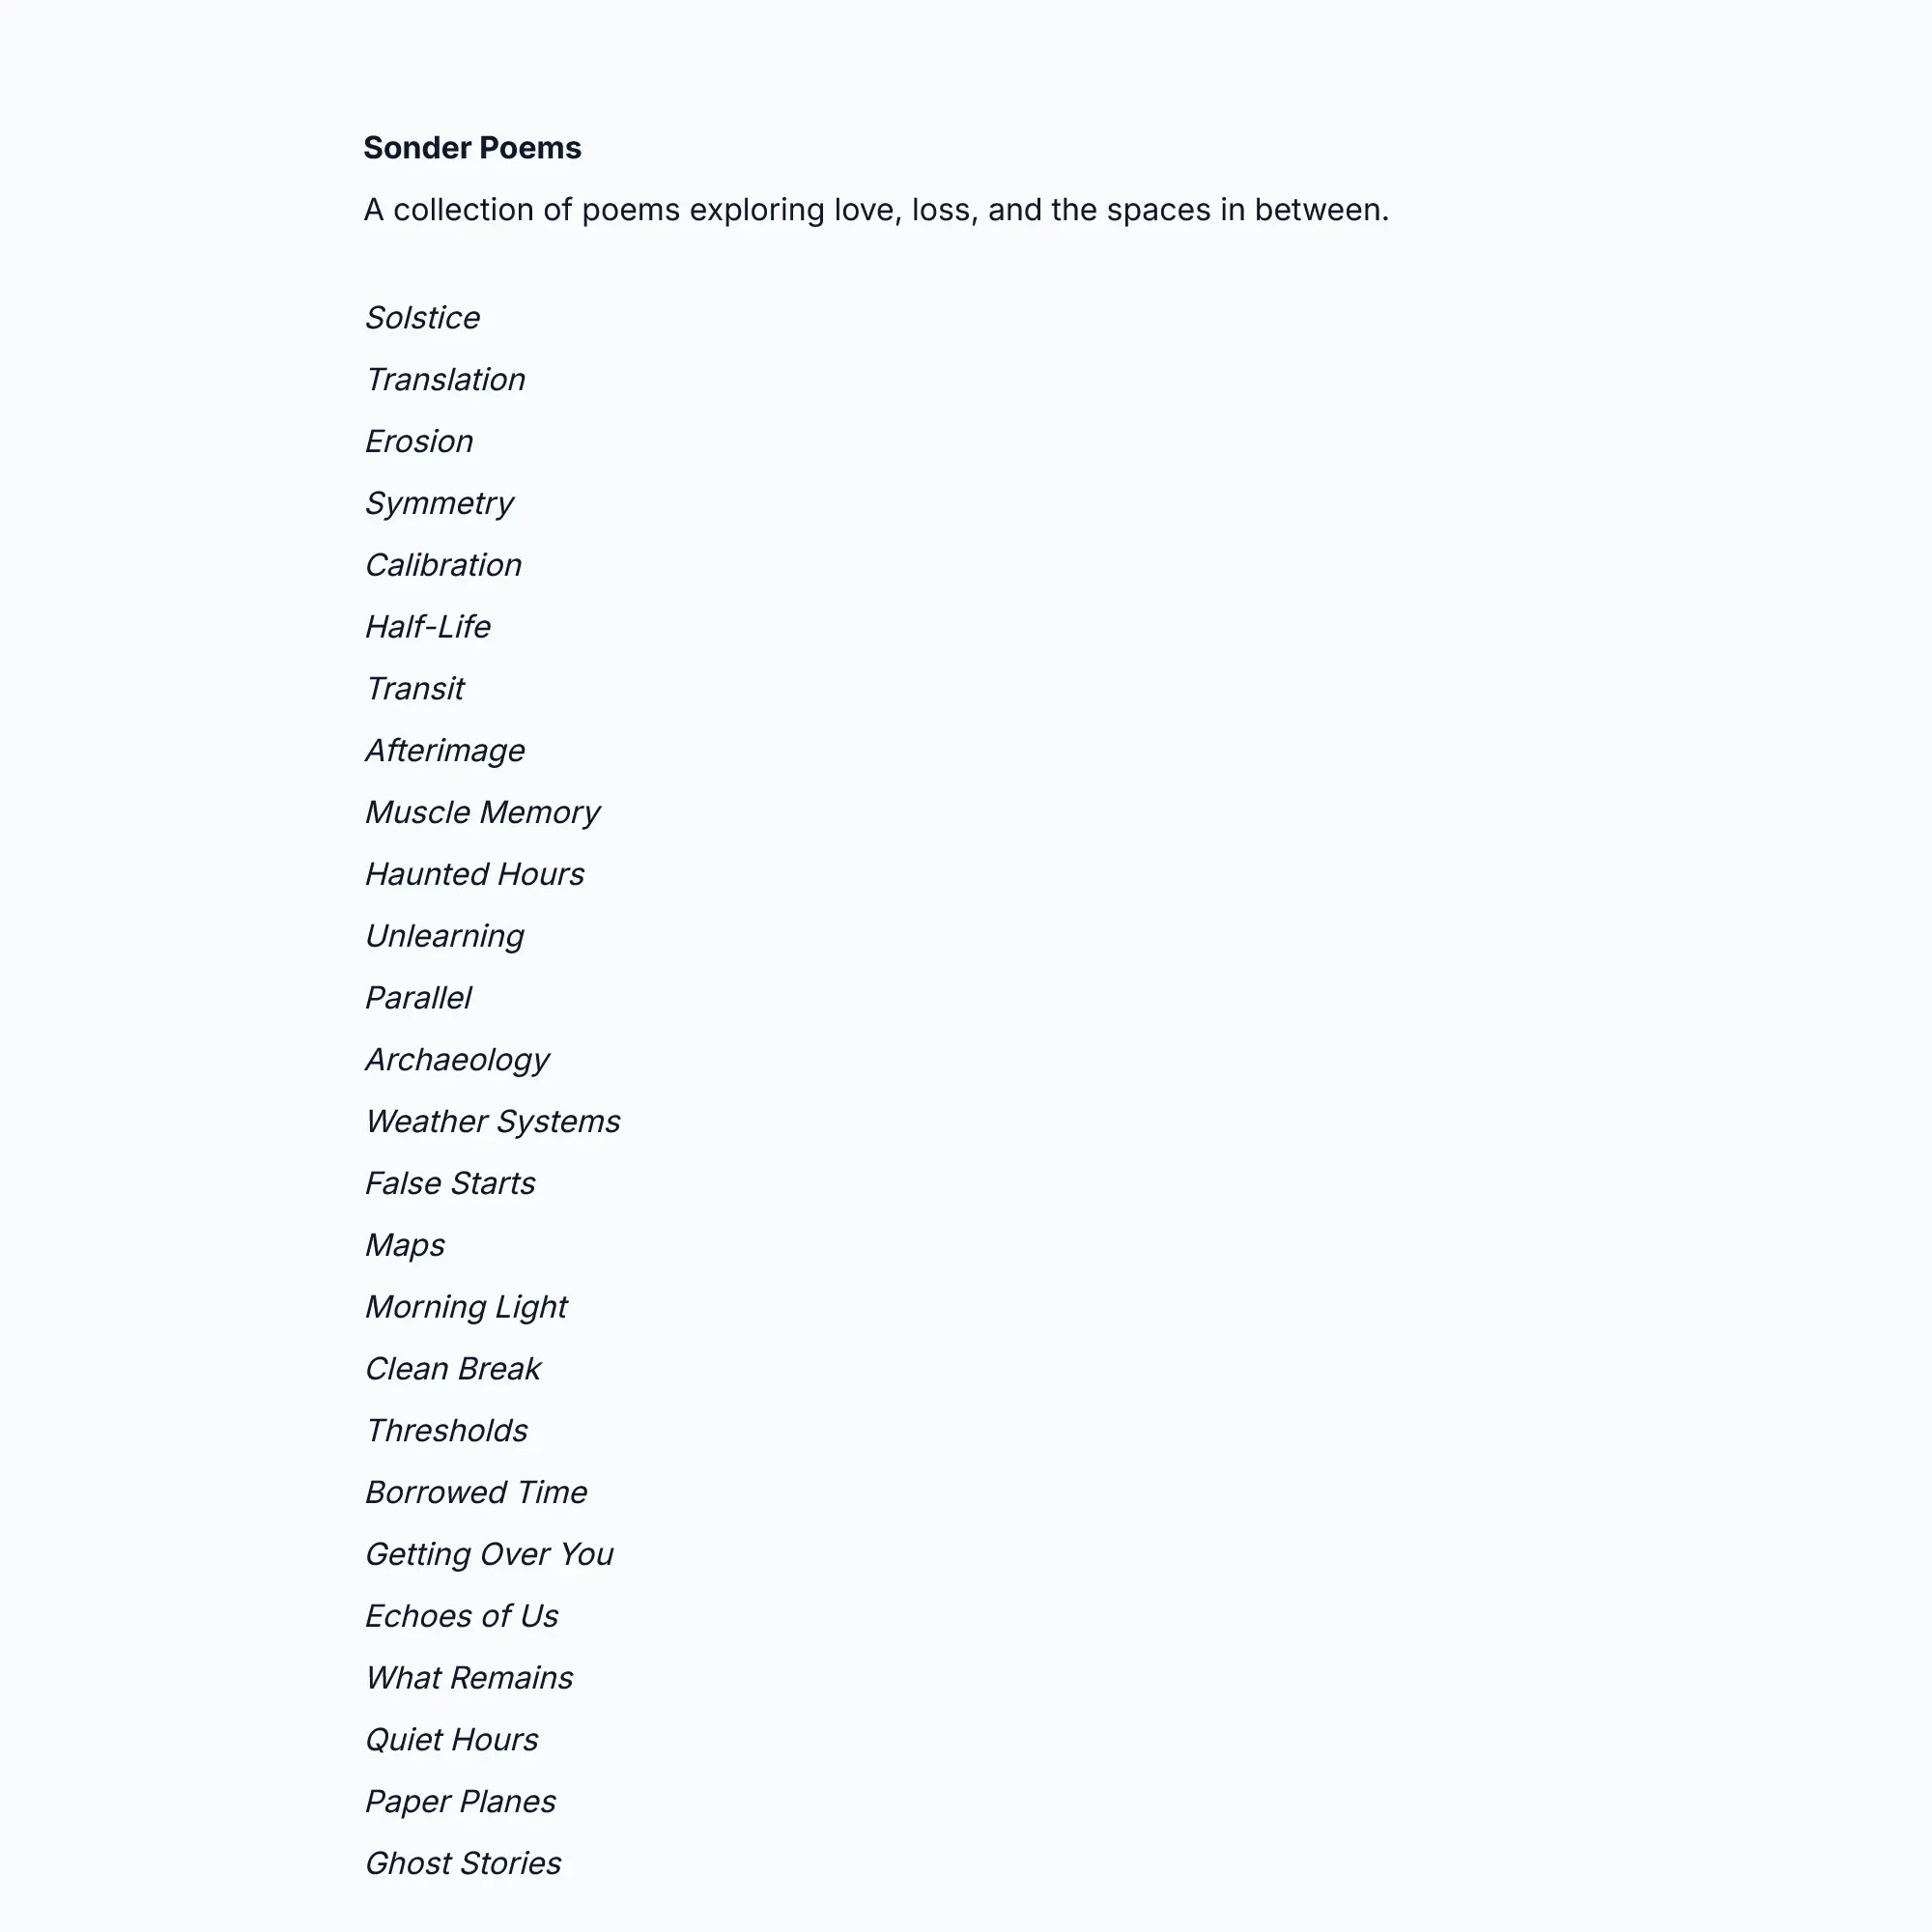 Sonder Poems
A collection of poems exploring love, loss, and the spaces in between.
Solstice
Translation
Erosion
Symmetry
Calibration
Half-Life
Transit
Afterimage
Muscle Memory
Haunted Hours
Unlearning
Parallel
Archaeology
Weather Systems
False Starts
Maps
Morning Light
Clean Break
Thresholds
Borrowed Time
Getting Over You
Echoes of Us
What Remains
Quiet Hours
Paper Planes
Ghost Stories